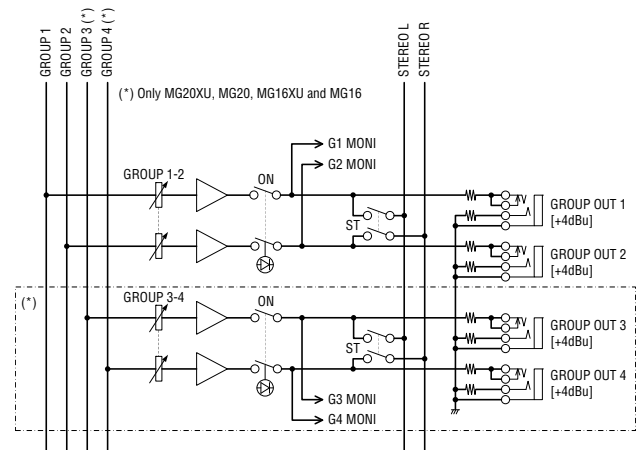 GROUP 1
GROUP 2
GROUP 3 (*)
GROUP 4 (*)
STEREO L
STEREO R
(*) Only MG20XU, MG20, MG16XU and MG16
G1 MONI
G2 MONI
GROUP 1-2
ON
ST
GROUP OUT 1
[+4dBu]
GROUP OUT 2
[+4dBu]
(*)
GROUP 3-4
ON
ST
GROUP OUT 3
[+4dBu]
GROUP OUT 4
[+4dBu]
G3 MONI
G4 MONI